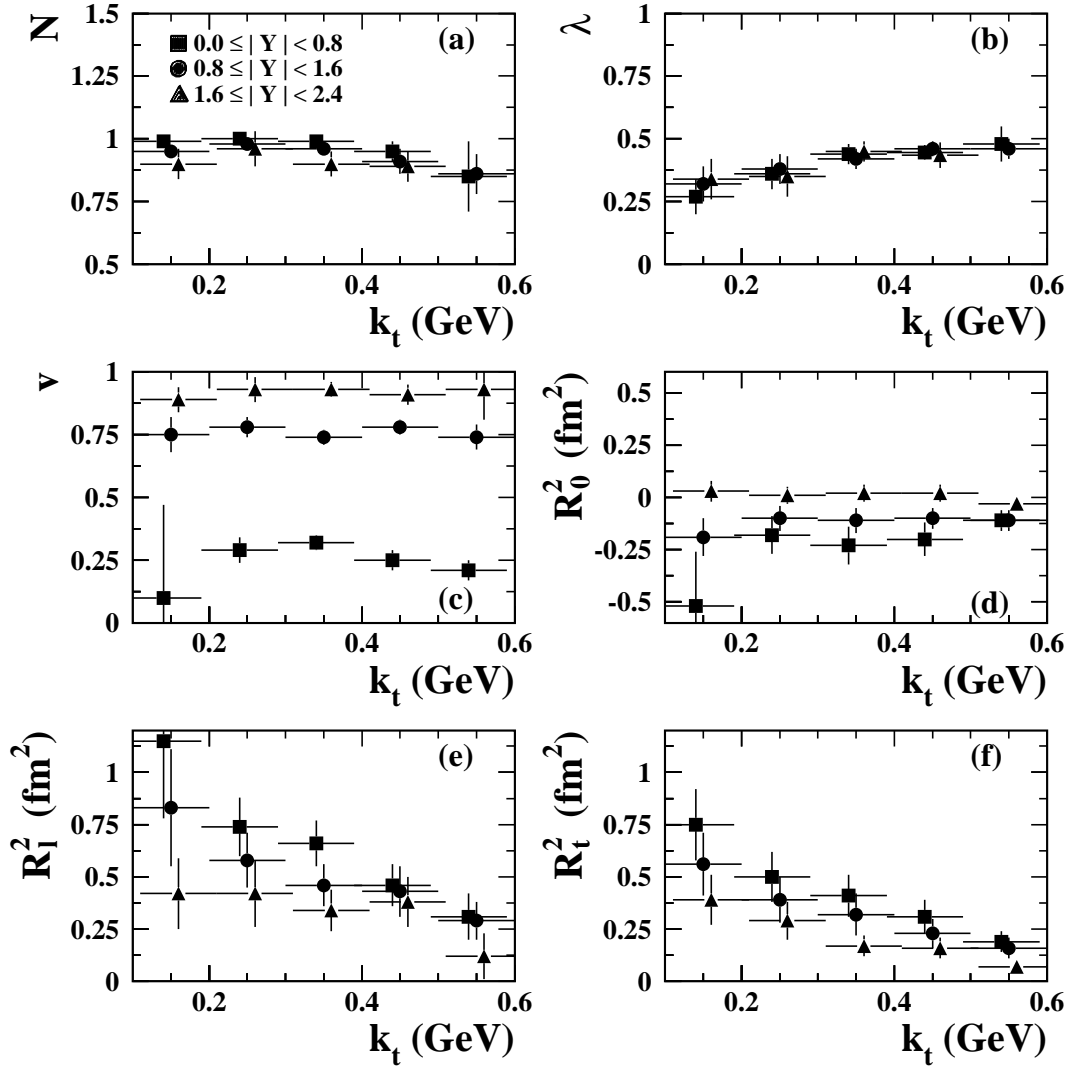 N
1.5
1.25
1
0.75
0.5
(a)
0.0 ≤ | Y | < 0.8
0.8 ≤ | Y | < 1.6
1.6 ≤ | Y | < 2.4
0.2 0.4 0.6
k_t (GeV)
λ
1
0.75
0.5
0.25
0
(b)
0.2 0.4 0.6
k_t (GeV)
v
1
0.75
0.5
0.25
0
(c)
0.2 0.4 0.6
k_t (GeV)
R_0^2 (fm^2)
0.5
0.25
0
-0.25
-0.5
(d)
0.2 0.4 0.6
k_t (GeV)
R_l^2 (fm^2)
1
0.75
0.5
0.25
0
(e)
0.2 0.4 0.6
k_t (GeV)
R_t^2 (fm^2)
1
0.75
0.5
0.25
0
(f)
0.2 0.4 0.6
k_t (GeV)